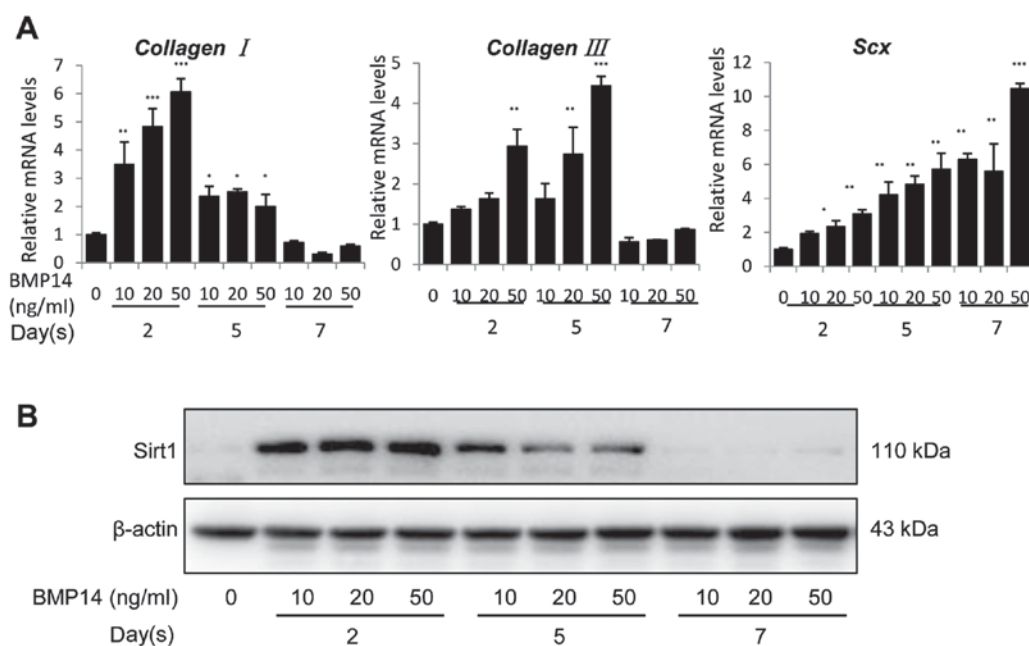 A
Collagen I
Relative mRNA levels
7
6
5
4
3
2
1
0
** *** *** * * *
BMP14
(ng/ml)
0 10 20 50 10 20 50 10 20 50
Day(s) 2 5 7
Collagen III
Relative mRNA levels
5
4
3
2
1
0
** ** ***
0 10 20 50 10 20 50 10 20 50
2 5 7
Scx
Relative mRNA levels
12
10
8
6
4
2
0
* ** ** ** ** ** ** ***
0 10 20 50 10 20 50 10 20 50
2 5 7
B
Sirt1 110 kDa
β-actin 43 kDa
BMP14 (ng/ml) 0 10 20 50 10 20 50 10 20 50
Day(s) 2 5 7